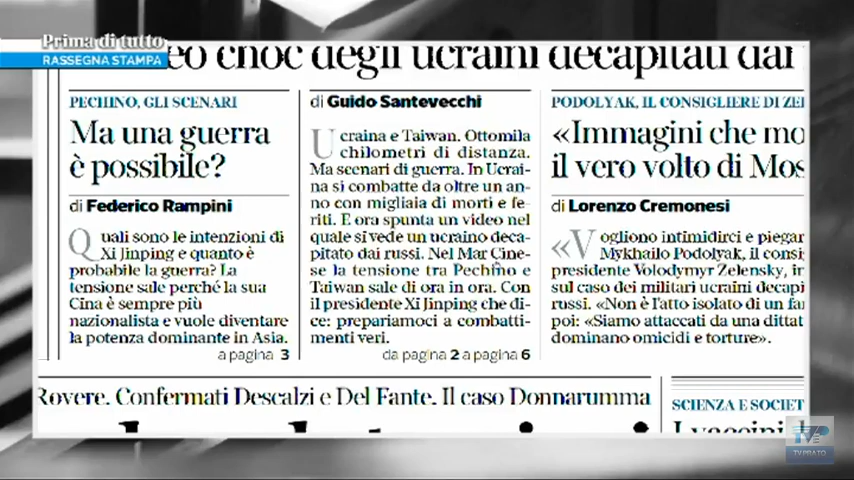 Prima di tutto
RASSEGNA STAMPA
choc degli ucraini decapitati dai
PECHINO, GLI SCENARI
Ma una guerra
è possibile?
di Federico Rampini
Quali sono le intenzioni di
Xi Jinping e quanto è
probabile la guerra? La
tensione sale perché la sua
Cina è sempre più
nazionalista e vuole diventare
la potenza dominante in Asia.
a pagina 3
di Guido Santevecchi
Ucraina e Taiwan. Ottomila
chilometri di distanza.
Ma scenari di guerra. In Ucrai-
na si combatte da oltre un an-
no con migliaia di morti e fe-
riti. E ora spunta un video nel
quale si vede un ucraino deca-
pitato dai russi. Nel Mar Cine-
se la tensione tra Pechino e
Taiwan sale di ora in ora. Con
il presidente Xi Jinping che di-
ce: prepariamoci a combatti-
menti veri.
da pagina 2 a pagina 6
PODOLYAK, IL CONSIGLIERE DI ZE
«Immagini che mo
il vero volto di Mos
di Lorenzo Cremonesi
«Vogliono intimidirci e piegar
Mykhailo Podolyak, il consig
presidente Volodymyr Zelensky, in
sul caso dei militari ucraini decapi
russi. «Non è l'atto isolato di un fa
poi: «Siamo attaccati da una dittat
dominano omicidi e torture».
Rovere. Confermati Descalzi e Del Fante. Il caso Donnarumma
SCIENZA E SOCIET
I vaccini
TVP
TV PRATO